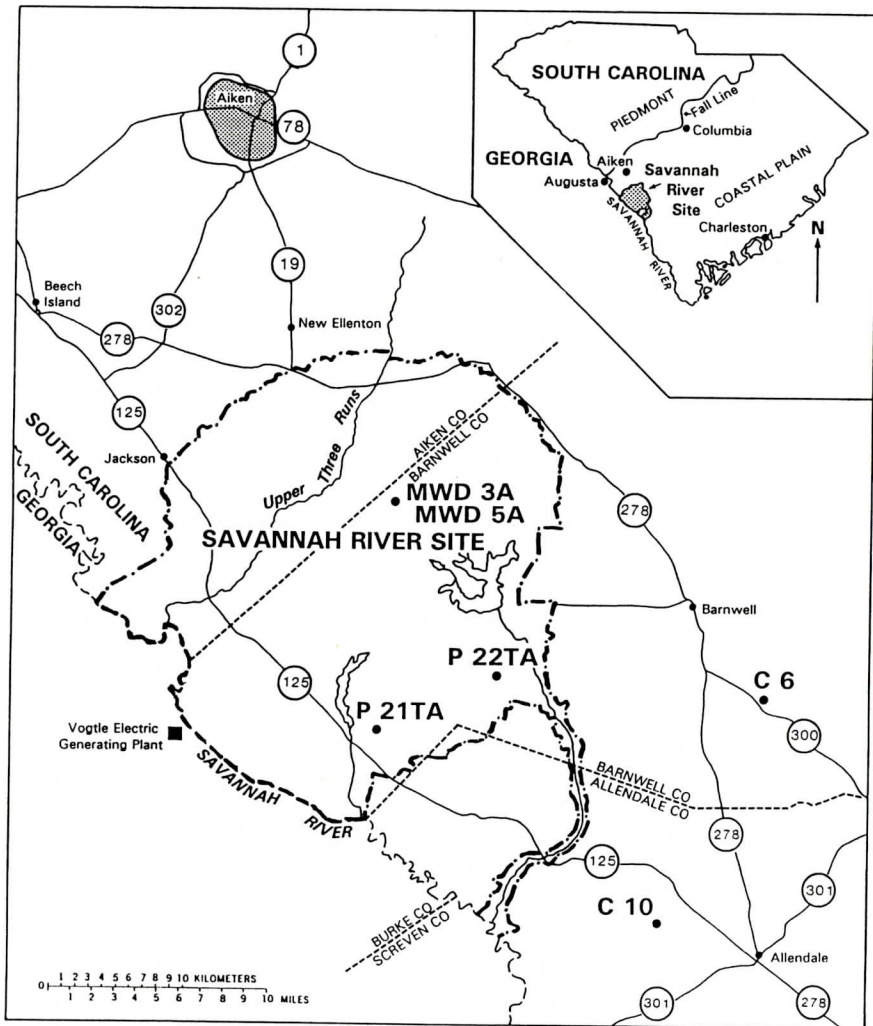 1
Aiken
78
19
302
Beech
Island
New Ellenton
278
125
Jackson
SOUTH CAROLINA
GEORGIA
Upper Three Runs
AIKEN CO
BARNWELL CO
MWD 3A
MWD 5A
SAVANNAH RIVER SITE
278
Barnwell
P 22TA
C 6
125
P 21TA
300
Vogtle Electric
Generating Plant
SAVANNAH
RIVER
BARNWELL CO
ALLENDALE CO
278
125
301
C 10
BURKE CO
SCREVEN CO
Allendale
301
278
1 2 3 4 5 6 7 8 9 10 KILOMETERS
0
1 2 3 4 5 6 7 8 9 10 MILES
SOUTH CAROLINA
PIEDMONT
Fall Line
Columbia
GEORGIA
Aiken
Savannah
River
Site
Augusta
COASTAL PLAIN
SAVANNAH RIVER
Charleston
N